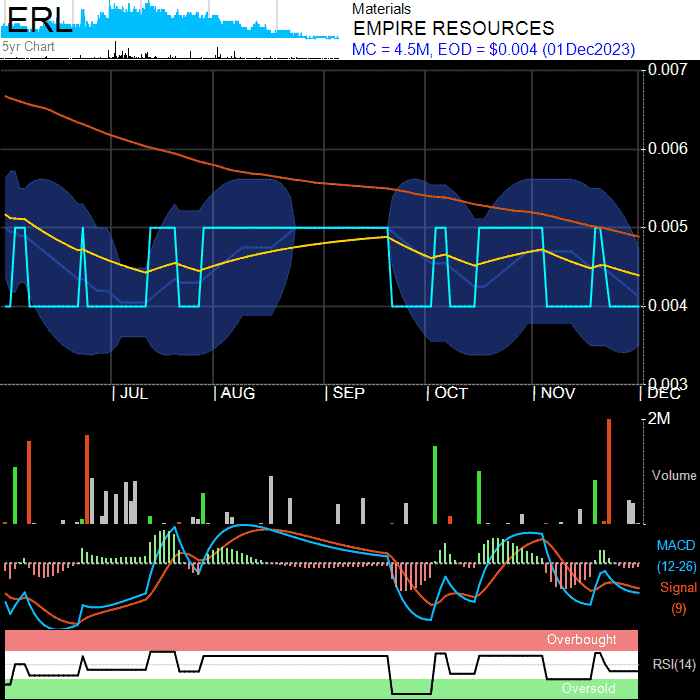 ERL
5yr Chart
Materials
EMPIRE RESOURCES
MC = 4.5M, EOD = $0.004 (01Dec2023)
0.007
0.006
0.005
0.004
0.003
JUL AUG SEP OCT NOV DEC
2M
Volume
MACD
(12-26)
Signal
(9)
Overbought
RSI(14)
Oversold